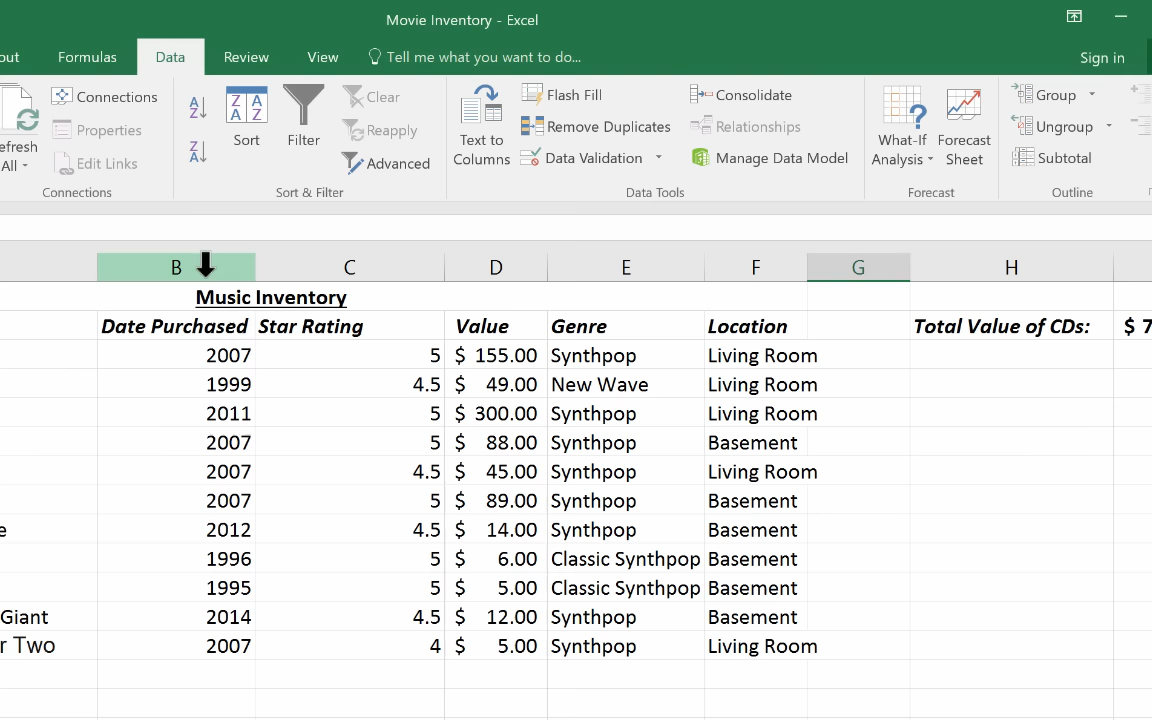 Movie Inventory - Excel
out Formulas Data Review View Tell me what you want to do... Sign in
Connections Properties Edit Links
efresh All
Connections
A Z Z A
Z A A Z
Sort Filter
Clear Reapply Advanced
Sort & Filter
Text to Columns
Flash Fill Remove Duplicates Data Validation
Consolidate Relationships Manage Data Model
Data Tools
What-If Analysis Forecast Sheet
Forecast
Group Ungroup Subtotal
Outline
B C D E F G H
Music Inventory
Date Purchased Star Rating Value Genre Location Total Value of CDs: $ 7
2007 5 $ 155.00 Synthpop Living Room
1999 4.5 $ 49.00 New Wave Living Room
2011 5 $ 300.00 Synthpop Living Room
2007 5 $ 88.00 Synthpop Basement
2007 4.5 $ 45.00 Synthpop Living Room
2007 5 $ 89.00 Synthpop Basement
e 2012 4.5 $ 14.00 Synthpop Basement
1996 5 $ 6.00 Classic Synthpop Basement
1995 5 $ 5.00 Classic Synthpop Basement
Giant 2014 4.5 $ 12.00 Synthpop Basement
r Two 2007 4 $ 5.00 Synthpop Living Room